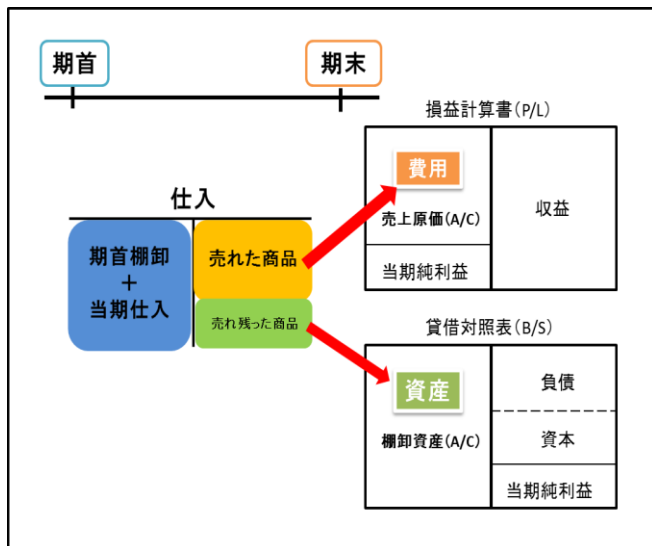 期首
期末
仕入
期首棚卸
＋
当期仕入
売れた商品
売れ残った商品
損益計算書(P/L)
費用
売上原価(A/C)
当期純利益
収益
貸借対照表(B/S)
資産
棚卸資産(A/C)
負債
資本
当期純利益